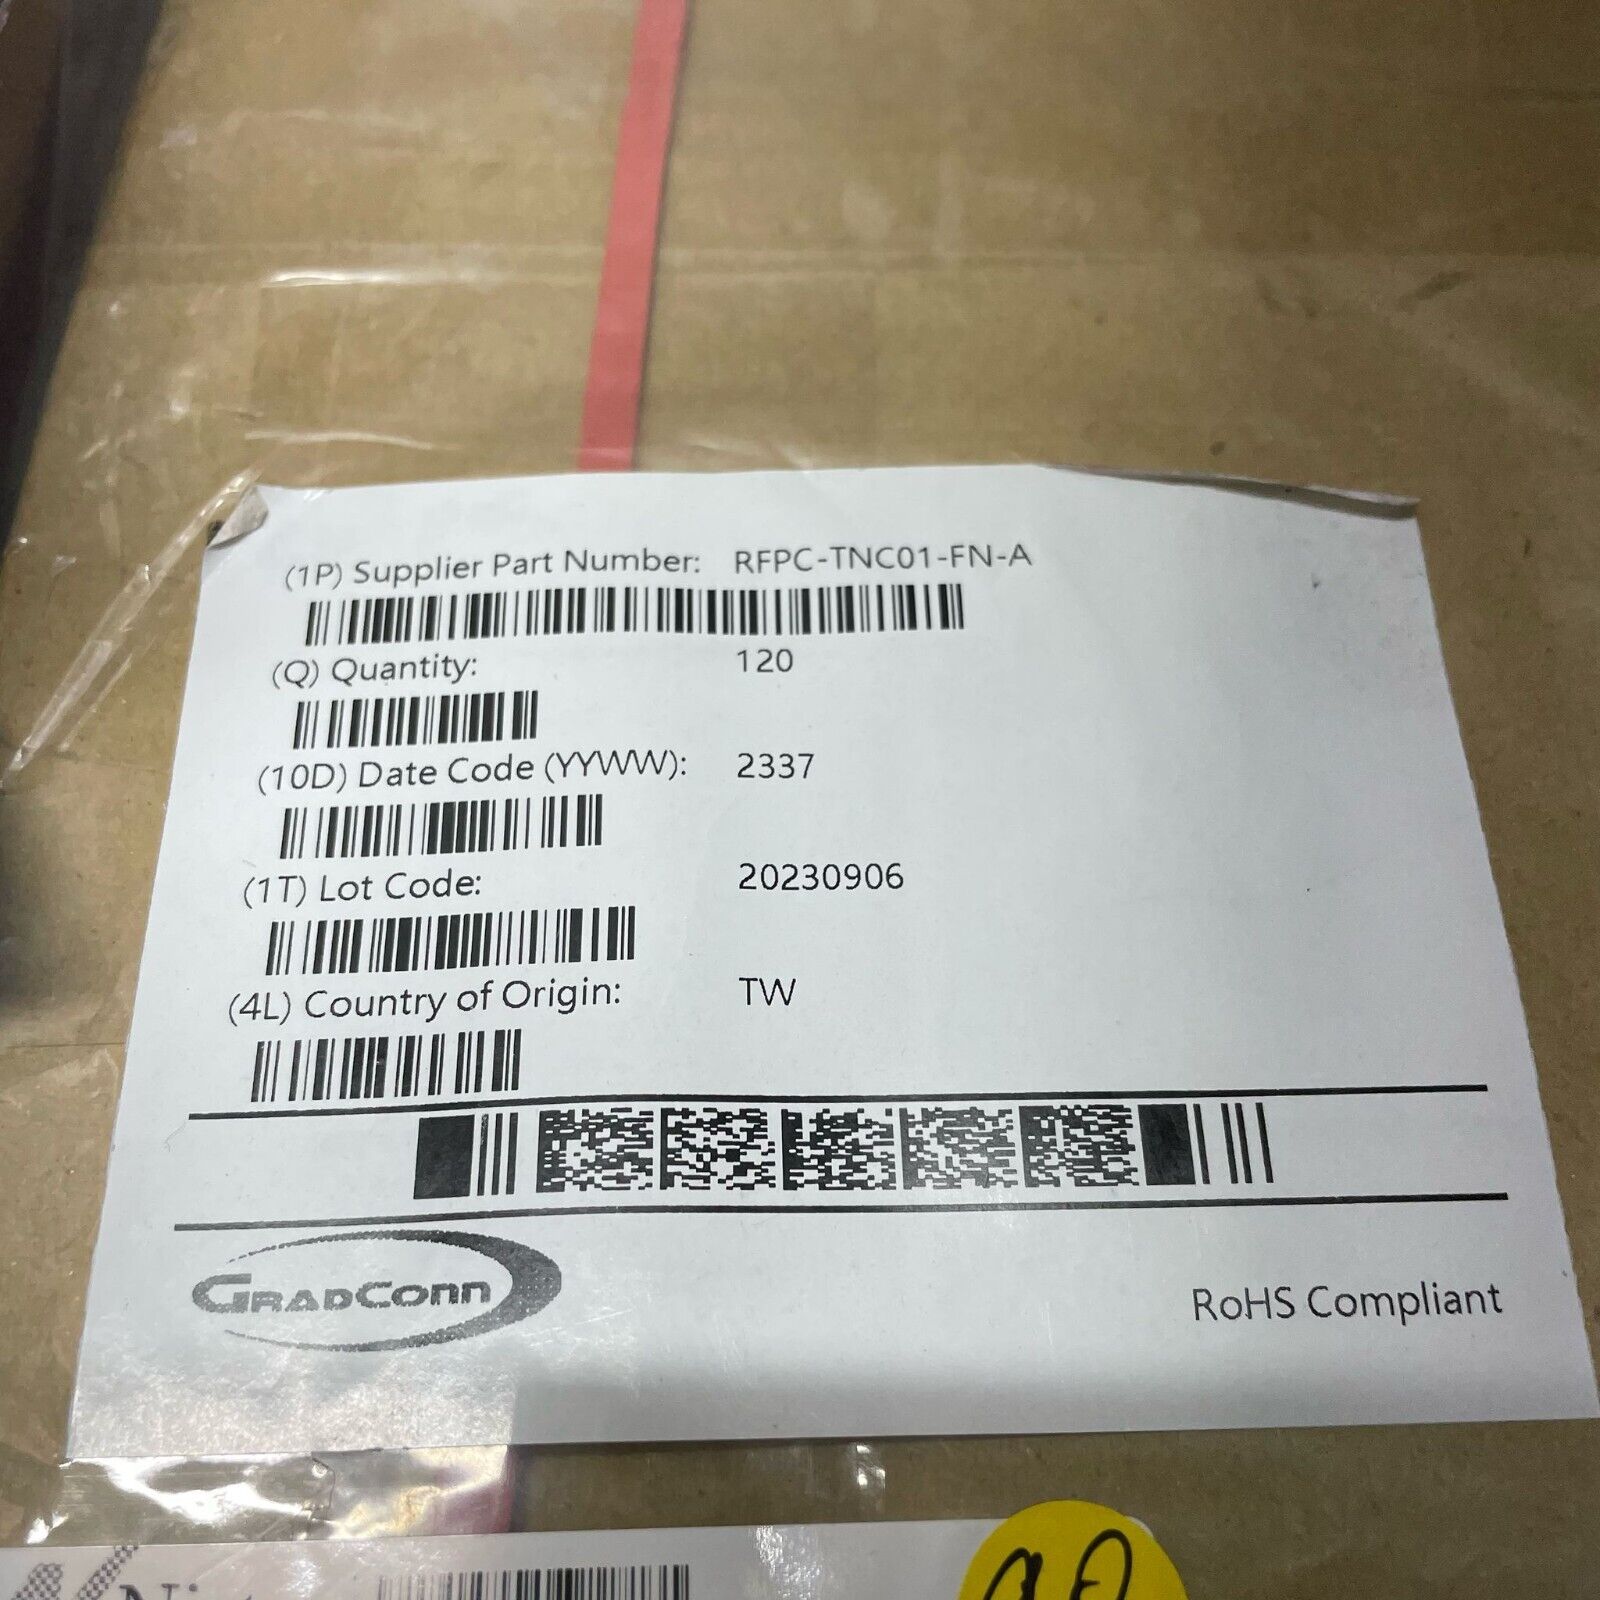 (1P) Supplier Part Number: RFPC-TNC01-FN-A
(Q) Quantity: 120
(10D) Date Code (YYWW): 2337
(1T) Lot Code: 20230906
(4L) Country of Origin: TW
GRADCONN
RoHS Compliant